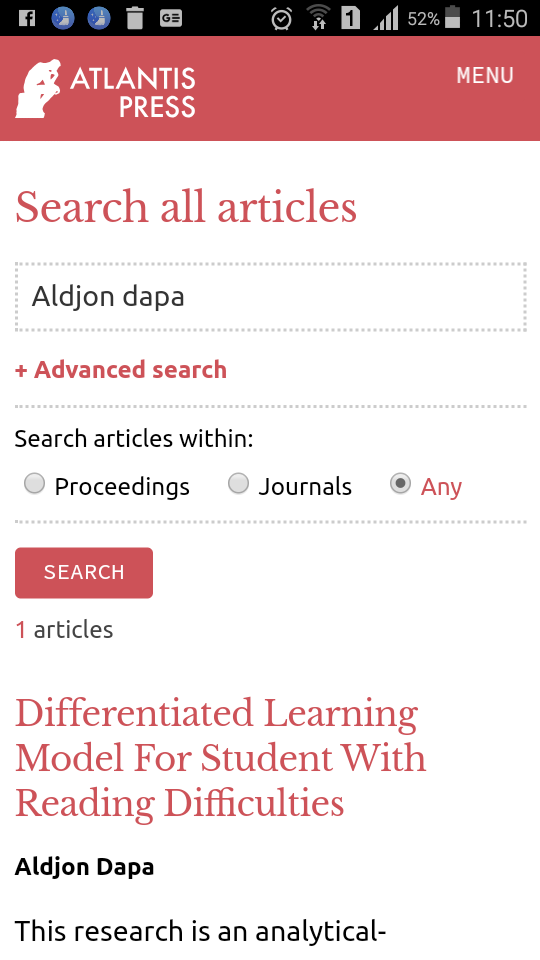 GE 1 52% 11:50
ATLANTIS
PRESS
MENU
Search all articles
Aldjon dapa
+ Advanced search
Search articles within:
Proceedings Journals Any
SEARCH
1 articles
Differentiated Learning
Model For Student With
Reading Difficulties
Aldjon Dapa
This research is an analytical-